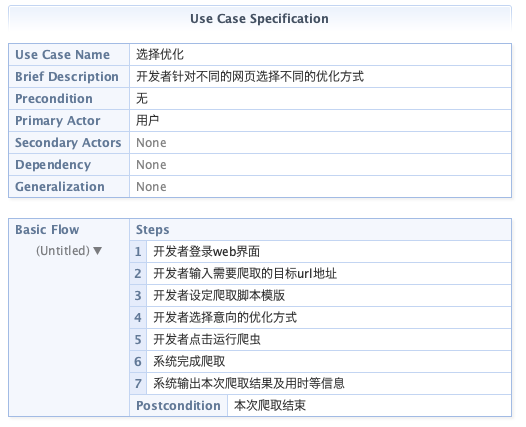 Use Case Specification
Use Case Name 选择优化
Brief Description 开发者针对不同的网页选择不同的优化方式
Precondition 无
Primary Actor 用户
Secondary Actors None
Dependency None
Generalization None
Basic Flow Steps
(Untitled) ▼
1 开发者登录web界面
2 开发者输入需要爬取的目标url地址
3 开发者设定爬取脚本模版
4 开发者选择意向的优化方式
5 开发者点击运行爬虫
6 系统完成爬取
7 系统输出本次爬取结果及用时等信息
Postcondition 本次爬取结束